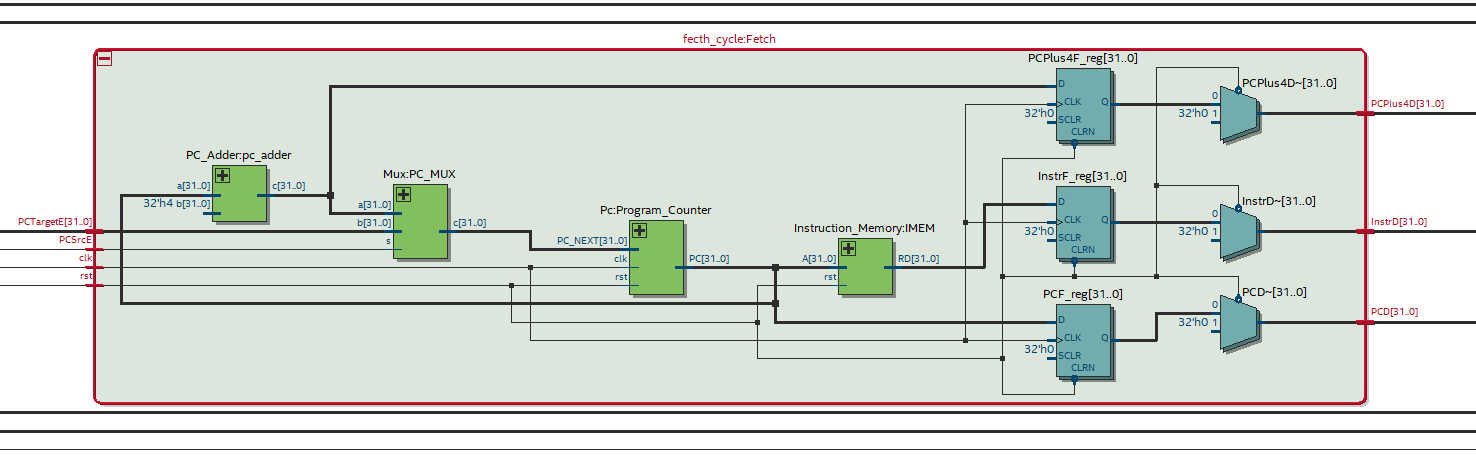 fecth_cycle:Fetch
PCPlus4F_reg[31..0]
D
CLK
Q
32'h0
SCLR
CLRN
PCPlus4D~[31..0]
0
32'h0 1
PCPlus4D[31..0]
PC_Adder:pc_adder
a[31..0]
c[31..0]
32'h4 b[31..0]
Mux:PC_MUX
a[31..0]
b[31..0]
c[31..0]
s
PCTargetE[31..0]
PCSrcE
clk
rst
Pc:Program_Counter
PC_NEXT[31..0]
clk
PC[31..0]
rst
Instruction_Memory:IMEM
A[31..0]
RD[31..0]
rst
InstrF_reg[31..0]
D
CLK
Q
32'h0
SCLR
CLRN
InstrD~[31..0]
0
32'h0 1
InstrD[31..0]
PCF_reg[31..0]
D
CLK
Q
32'h0
SCLR
CLRN
PCD~[31..0]
0
32'h0 1
PCD[31..0]